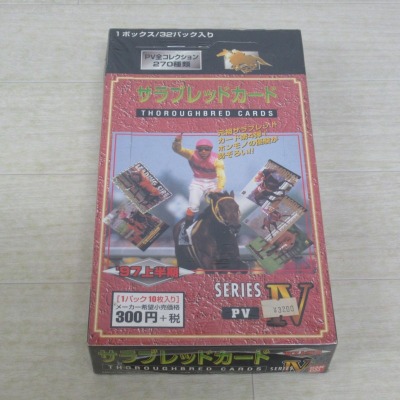 1ボックス/32パック入り
PV全コレクション
270種類
サラブレッドカード
THOROUGHBRED CARDS
'97上半期
SERIES IV
PV
¥3200
[1パック10枚入り]
メーカー希望小売価格
300円+税
サラブレッドカード
THOROUGHBRED CARDS SERIES IV